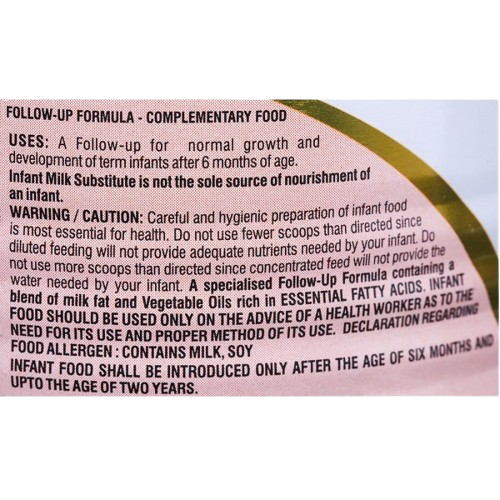 FOLLOW-UP FORMULA - COMPLEMENTARY FOOD
USES: A Follow-up for normal growth and
development of term infants after 6 months of age.
Infant Milk Substitute is not the sole source of nourishment of
an infant.
WARNING / CAUTION: Careful and hygienic preparation of infant food
is most essential for health. Do not use fewer scoops than directed since
diluted feeding will not provide adequate nutrients needed by your infant. Do
not use more scoops than directed since concentrated feed will not provide the
water needed by your infant. A specialised Follow-Up Formula containing a
blend of milk fat and Vegetable Oils rich in ESSENTIAL FATTY ACIDS. INFANT
FOOD SHOULD BE USED ONLY ON THE ADVICE OF A HEALTH WORKER AS TO THE
NEED FOR ITS USE AND PROPER METHOD OF ITS USE. DECLARATION REGARDING
FOOD ALLERGEN : CONTAINS MILK, SOY
INFANT FOOD SHALL BE INTRODUCED ONLY AFTER THE AGE OF SIX MONTHS AND
UPTO THE AGE OF TWO YEARS.